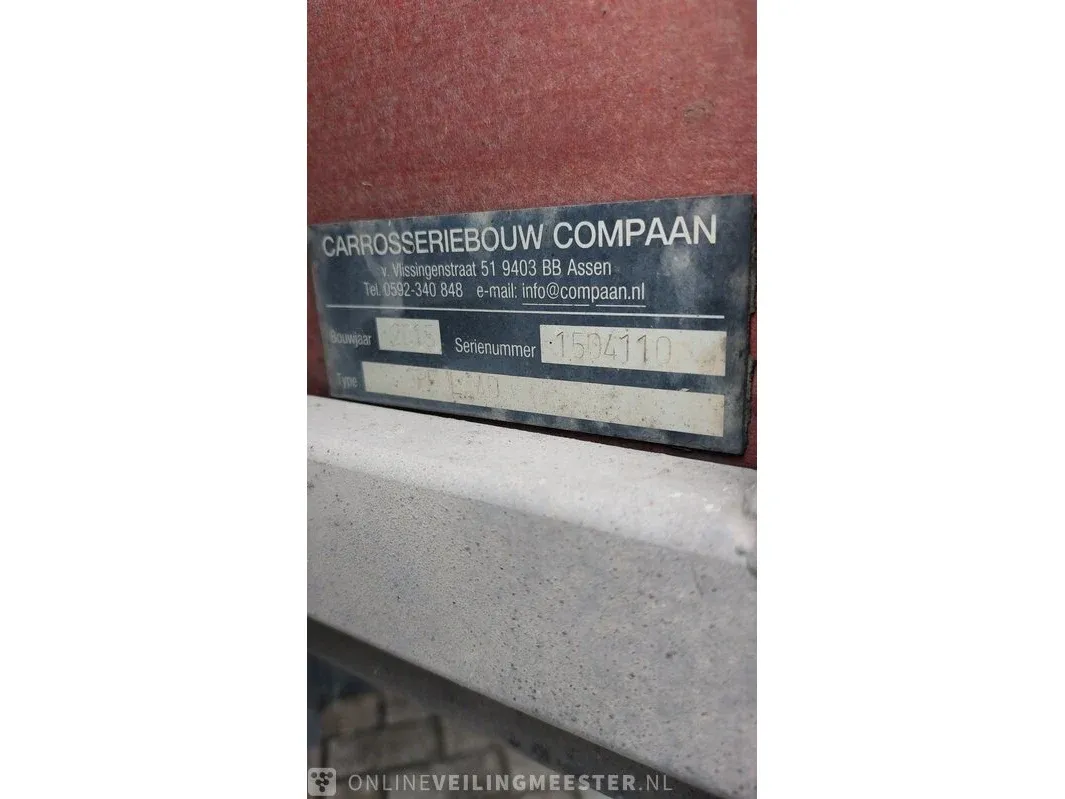 CARROSSERIEBOUW COMPAAN
v. Vlissingenstraat 51 9403 BB Assen
Tel. 0592-340 848 e-mail: info@compaan.nl
Bouwjaar 2015 Serienummer 1504110
Type
ONLINEVEILINGMEESTER.NL